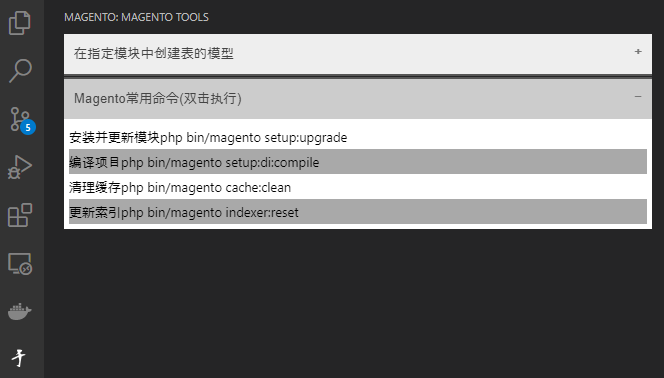 MAGENTO: MAGENTO TOOLS
在指定模块中创建表的模型 +
Magento常用命令(双击执行) −
安装并更新模块php bin/magento setup:upgrade
5
编译项目php bin/magento setup:di:compile
清理缓存php bin/magento cache:clean
更新索引php bin/magento indexer:reset